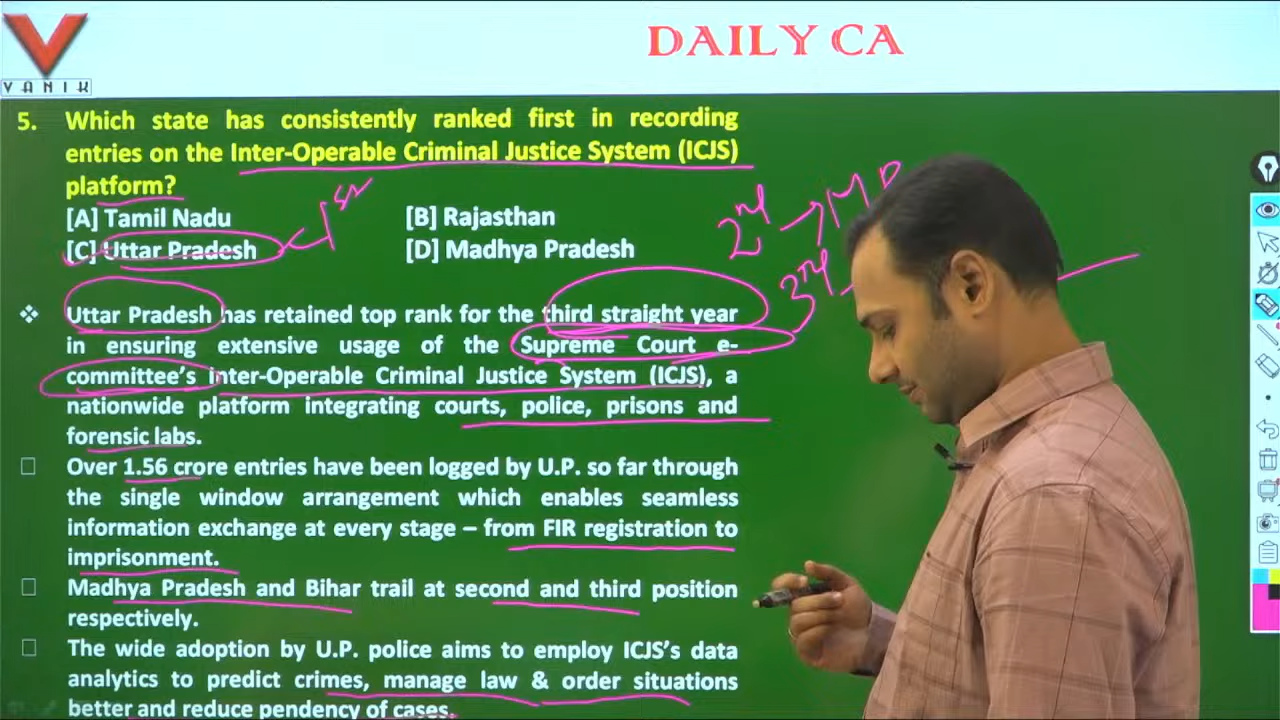 VANIK
DAILY CA
5. Which state has consistently ranked first in recording
entries on the Inter-Operable Criminal Justice System (ICJS)
platform?
[A] Tamil Nadu [B] Rajasthan
[C] Uttar Pradesh [D] Madhya Pradesh
1st
2nd → MP
3rd
❖ Uttar Pradesh has retained top rank for the third straight year
in ensuring extensive usage of the Supreme Court e-
committee's inter-Operable Criminal Justice System (ICJS), a
nationwide platform integrating courts, police, prisons and
forensic labs.
Over 1.56 crore entries have been logged by U.P. so far through
the single window arrangement which enables seamless
information exchange at every stage – from FIR registration to
imprisonment.
Madhya Pradesh and Bihar trail at second and third position
respectively.
The wide adoption by U.P. police aims to employ ICJS's data
analytics to predict crimes, manage law & order situations
better and reduce pendency of cases.